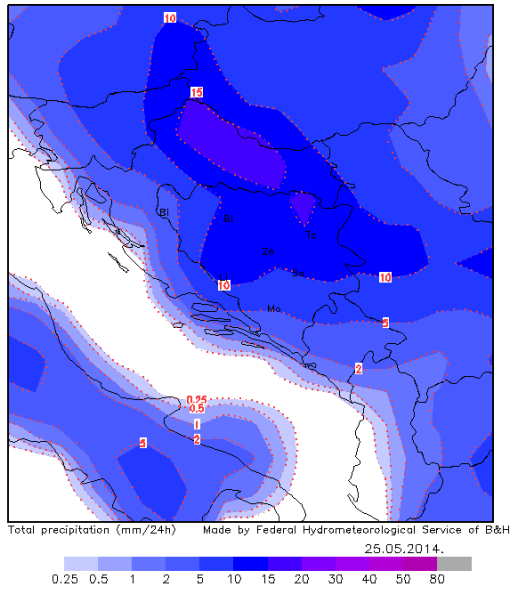 10
15
Bi
Bl
Tz
Ze
Sa
10
10
Mo
5
2
0.25
0.5
1
2
5
Total precipitation (mm/24h) Made by Federal Hydrometeorological Service of B&H
25.05.2014.
0.25 0.5 1 2 5 10 15 20 30 40 50 80